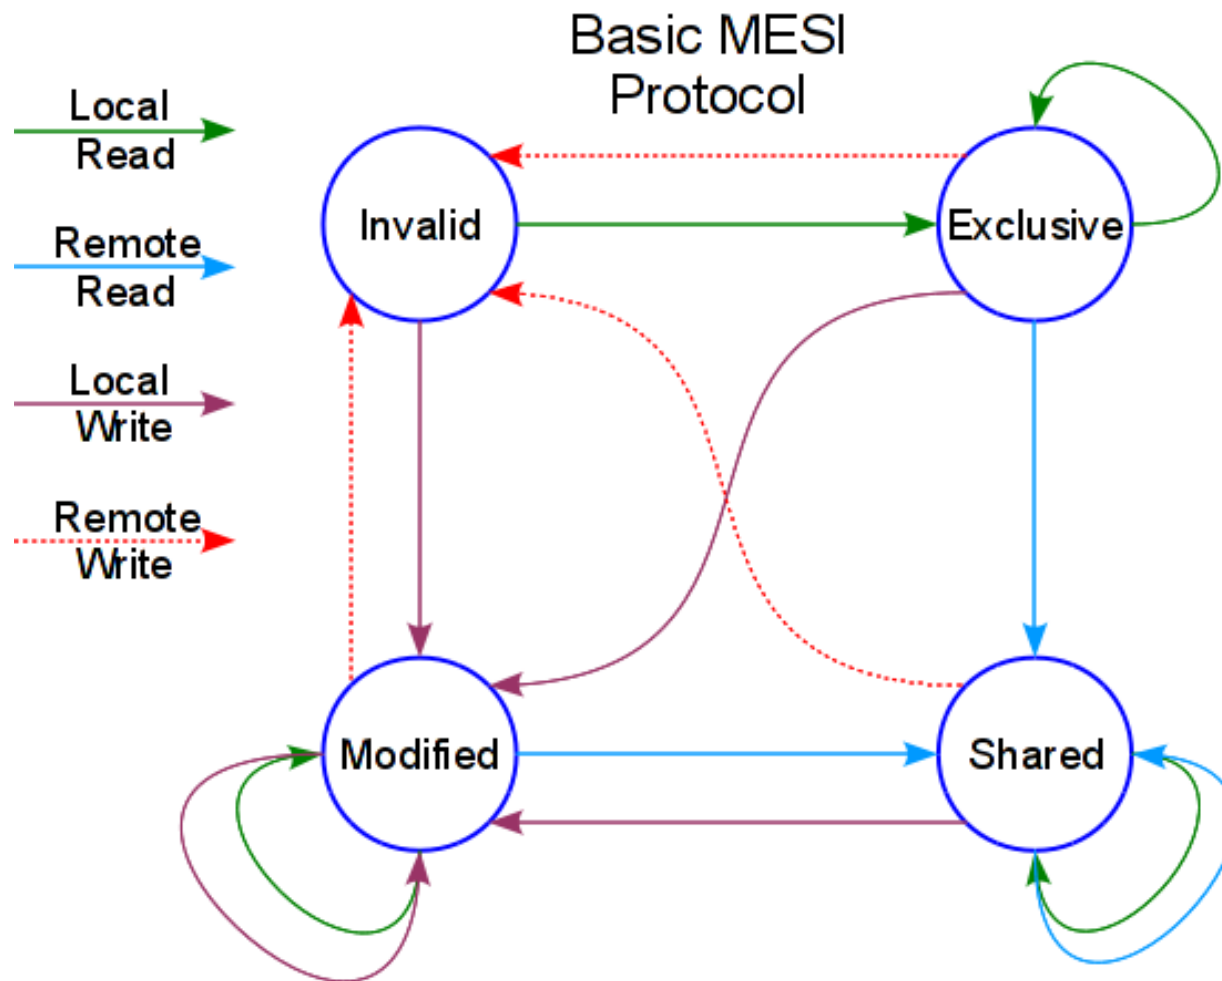 Basic MESI
Protocol
Local
Read
Remote
Read
Local
Write
Remote
Write
Invalid
Exclusive
Modified
Shared